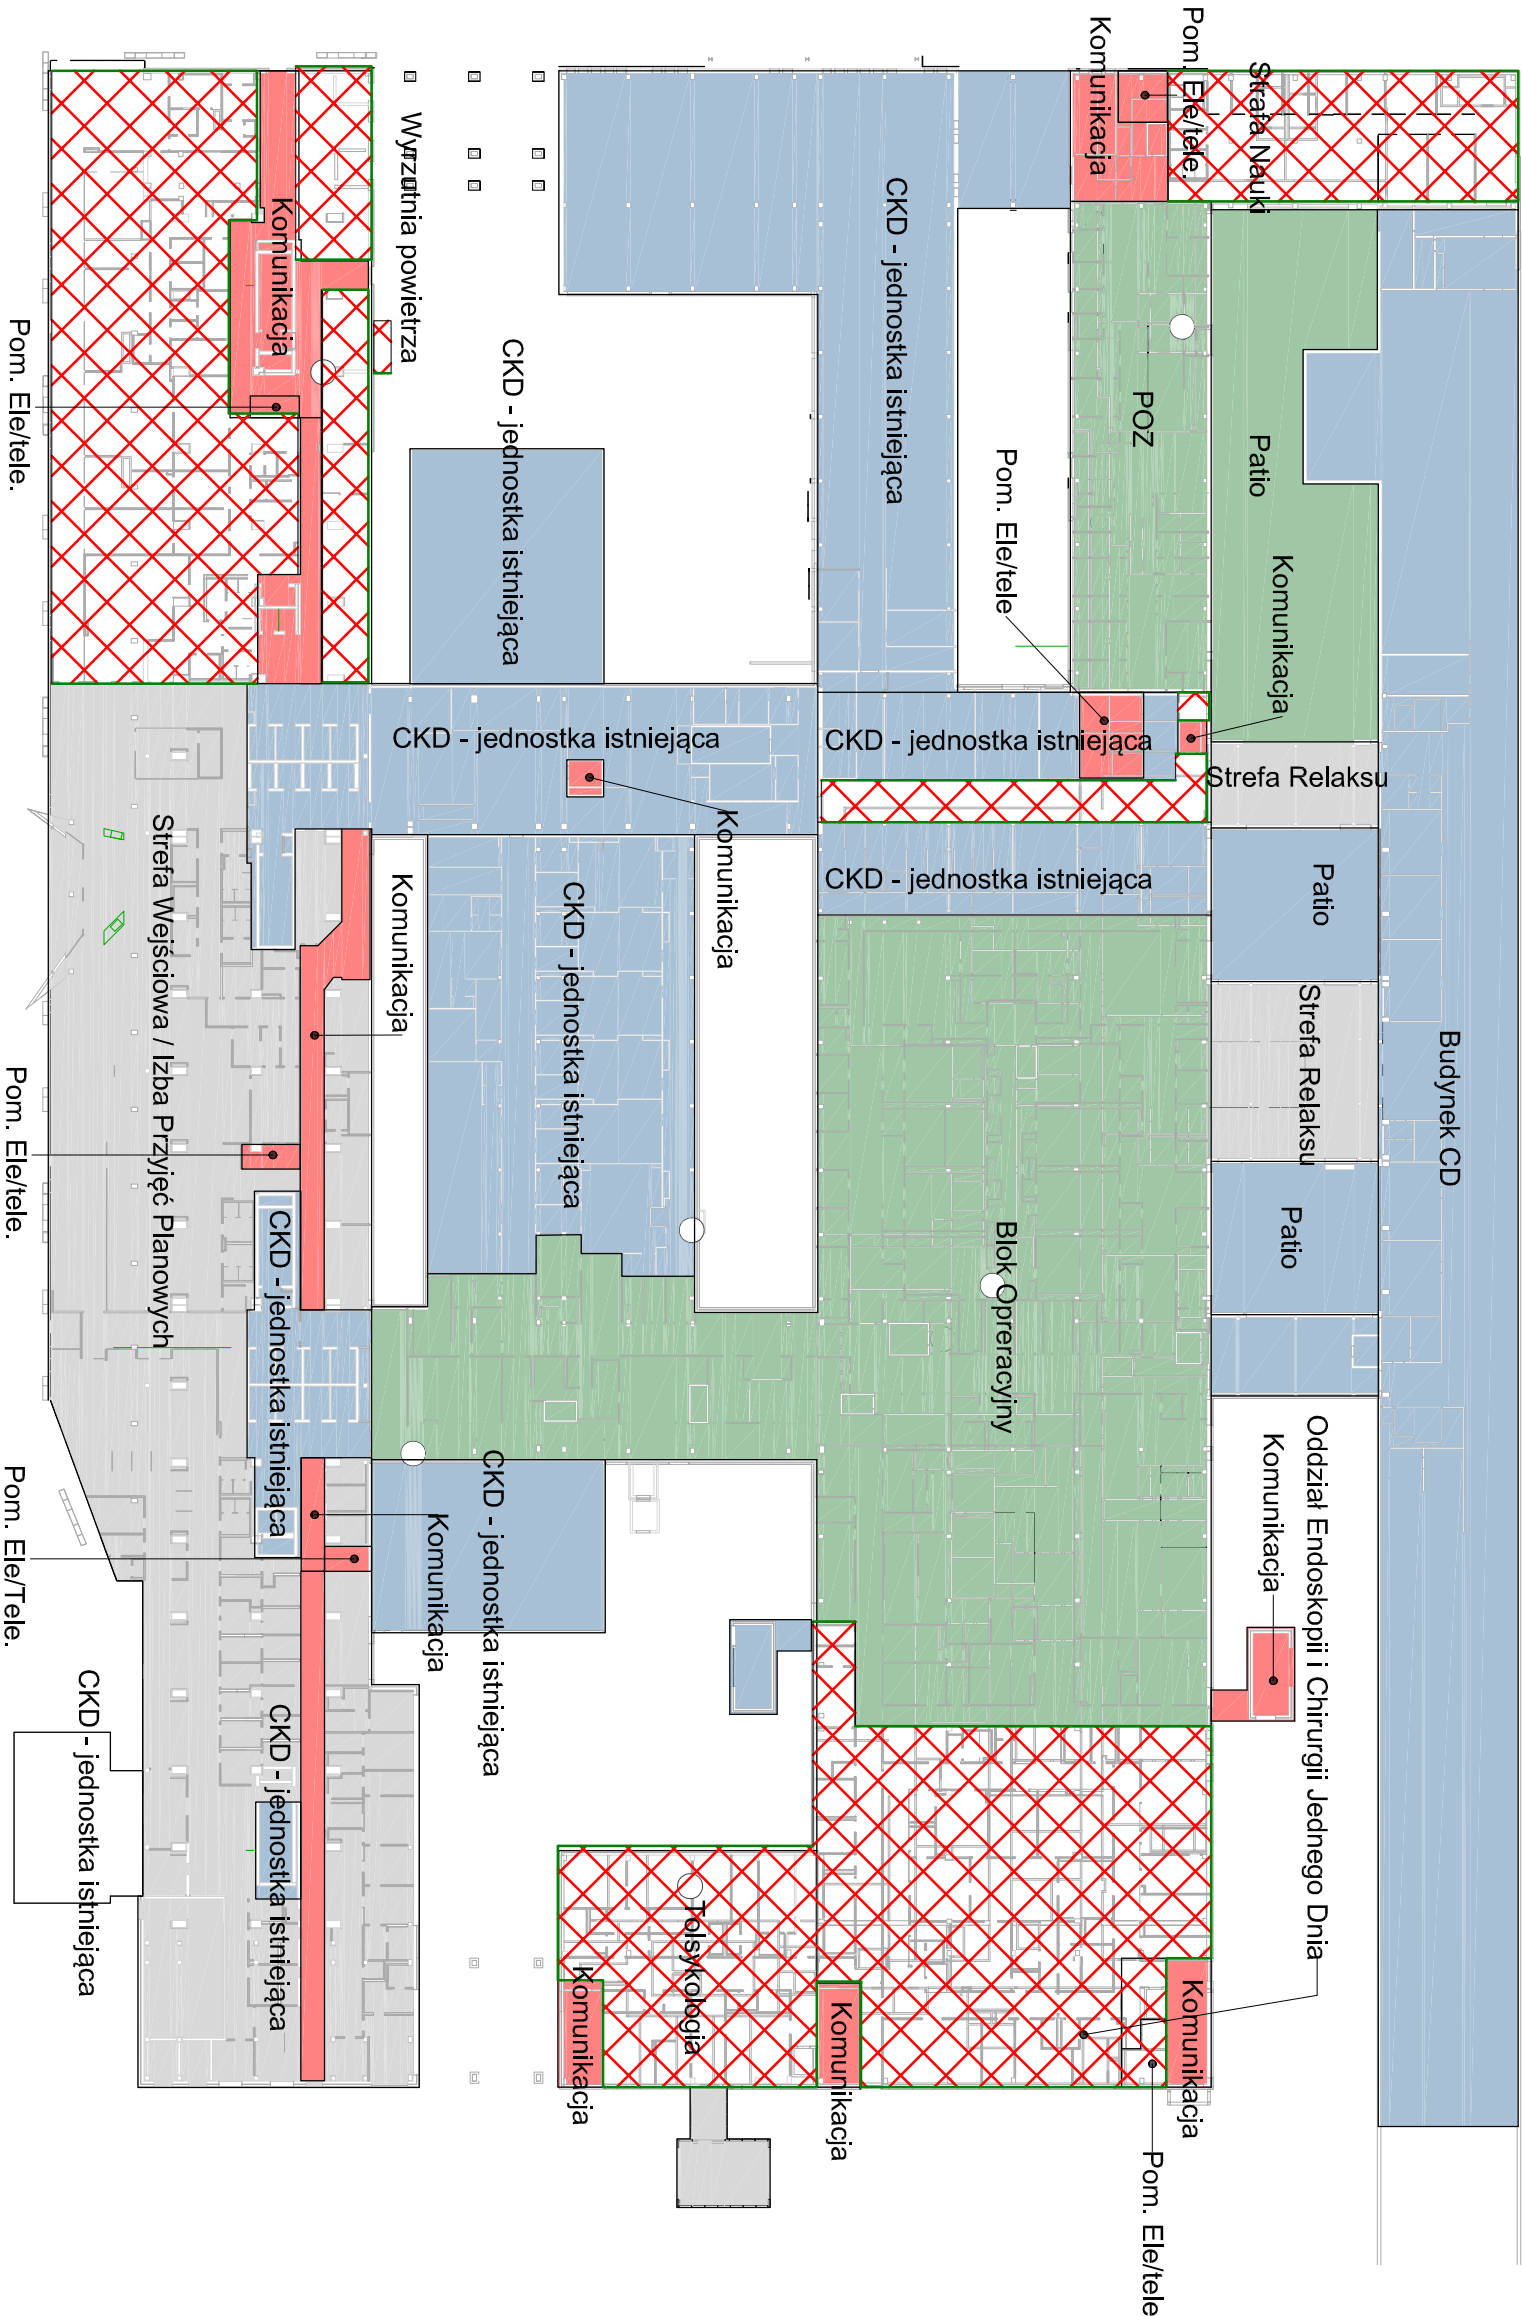 Pom. Ele/tele.
Komunikacja
Strafa Nauki
Wyrzutnia powietrza
CKD - jednostka istniejąca
Komunikacja
Pom. Ele/tele.
CKD - jednostka istniejąca
POZ
Patio
Pom. Ele/tele
Komunikacja
CKD - jednostka istniejąca
CKD - jednostka istniejąca
Strefa Relaksu
Komunikacja
Strefa Wejściowa / Izba Przyjęć Planowych
Komunikacja
CKD - jednostka istniejąca
CKD - jednostka istniejąca
Patio
Strefa Relaksu
Budynek CD
Pom. Ele/tele.
CKD - jednostka istniejąca
Blok Opreracyjny
Patio
Oddział Endoskopii i Chirurgii Jednego Dnia
Komunikacja
CKD - jednostka istniejąca
Komunikacja
Pom. Ele/Tele.
CKD - jednostka istniejąca
CKD - jednostka istniejąca
Tolsykologia
Komunikacja
Komunikacja
Komunikacja
Pom. Ele/tele